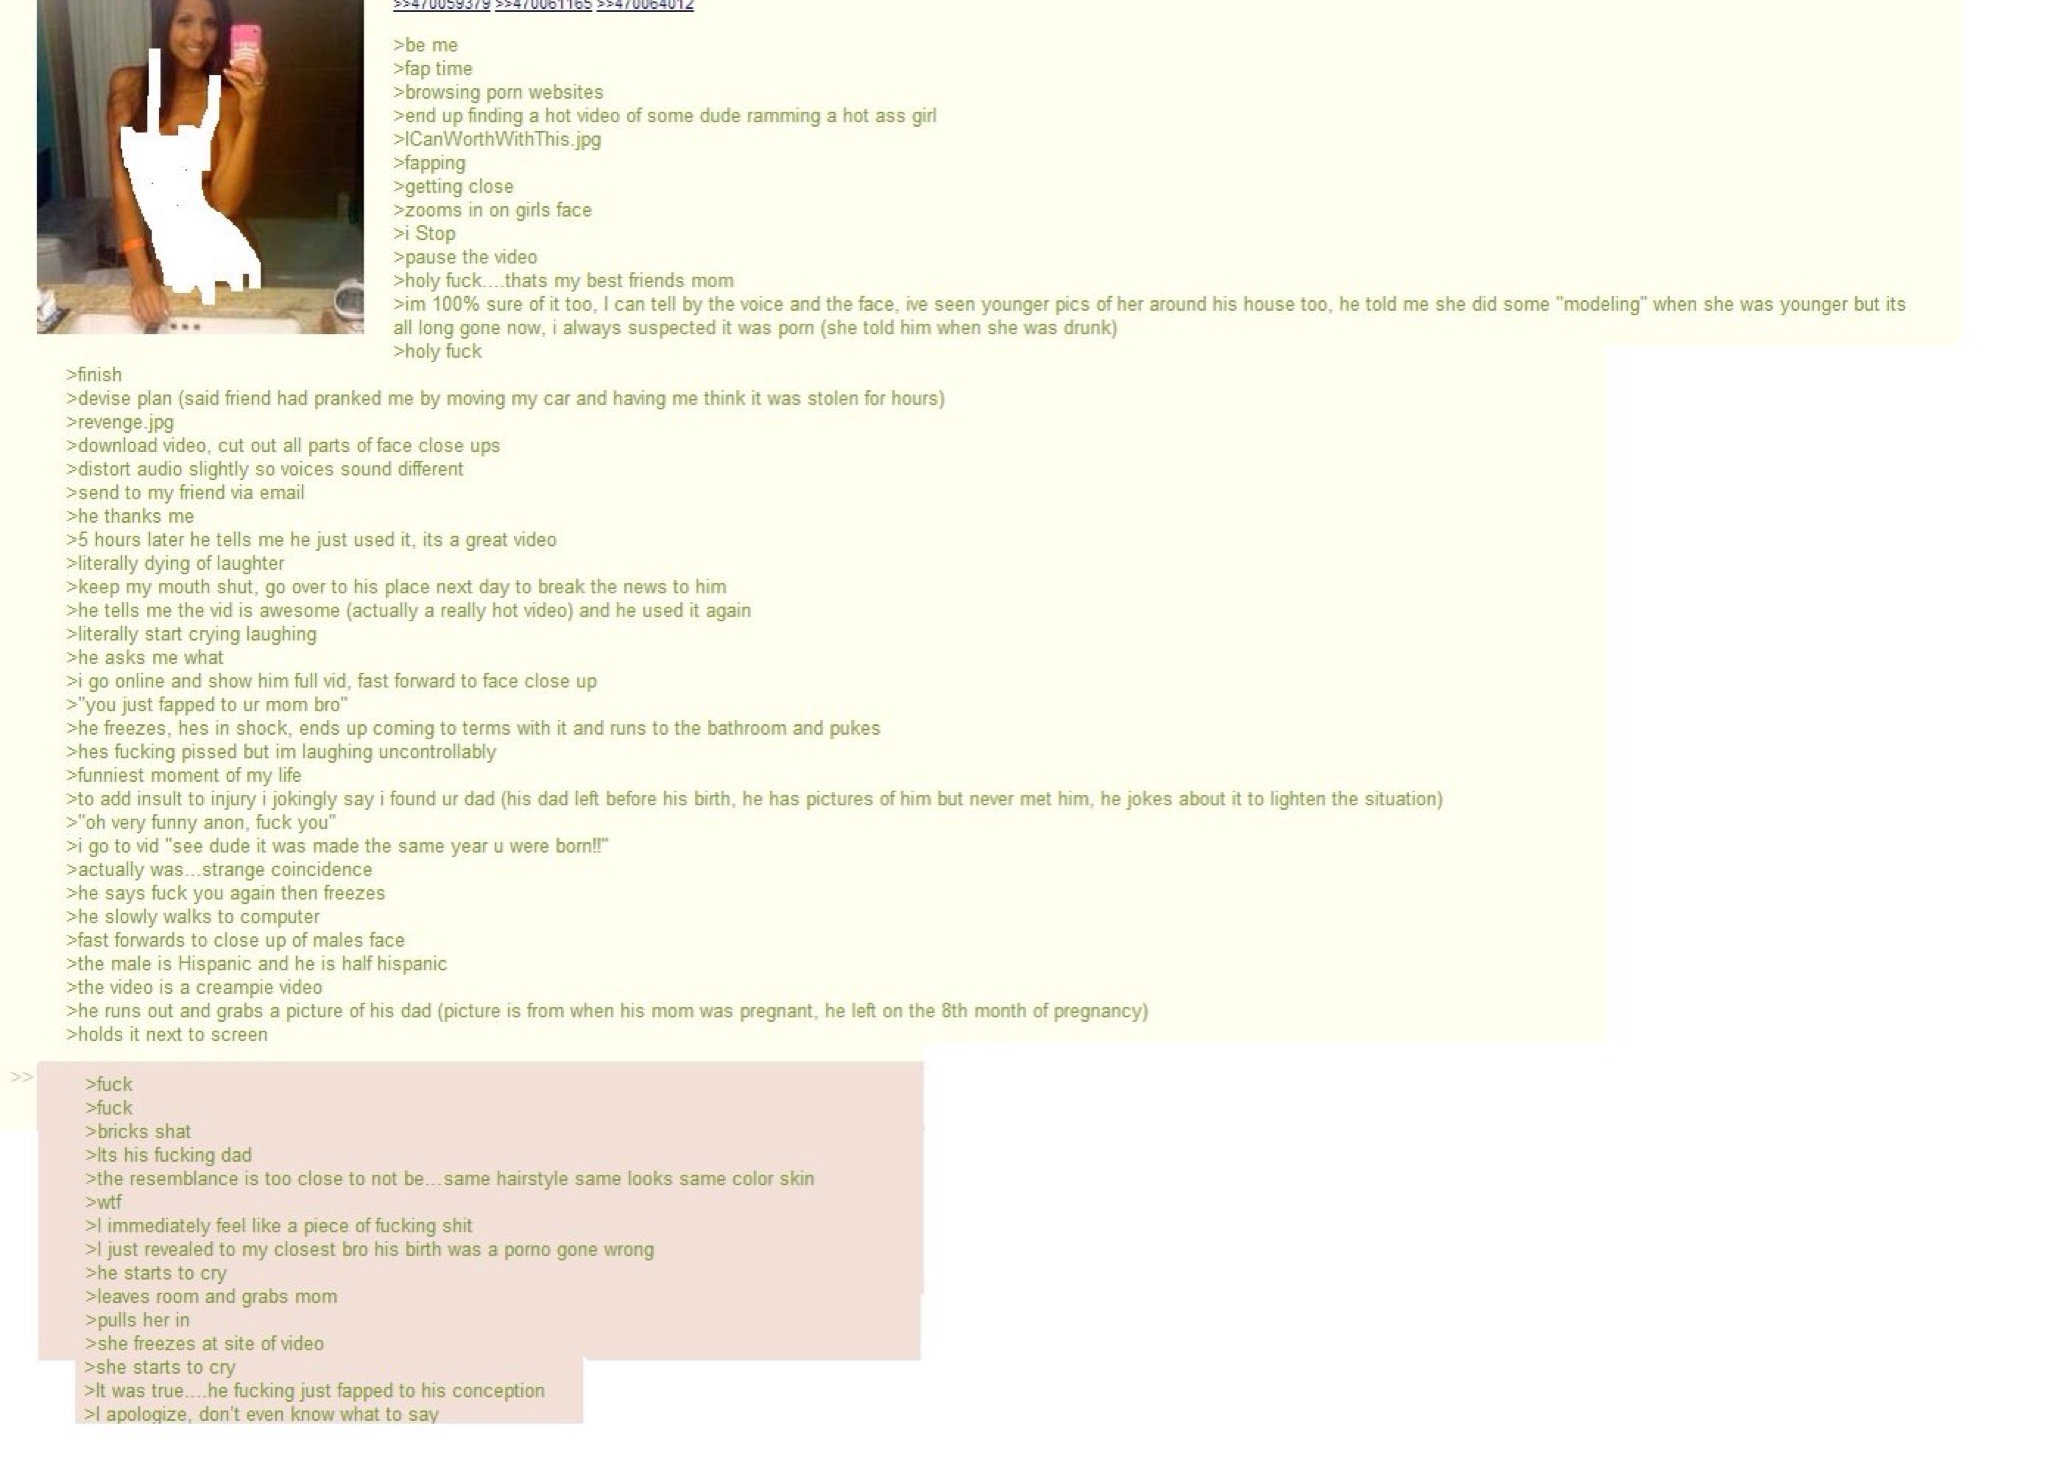 >>470059379 >>470061165 >>470064012
>be me
>fap time
>browsing porn websites
>end up finding a hot video of some dude ramming a hot ass girl
>ICanWorthWithThis.jpg
>fapping
>getting close
>zooms in on girls face
>i Stop
>pause the video
>holy fuck....thats my best friends mom
>im 100% sure of it too, I can tell by the voice and the face, ive seen younger pics of her around his house too, he told me she did some "modeling" when she was younger but its
all long gone now, i always suspected it was porn (she told him when she was drunk)
>holy fuck
>finish
>devise plan (said friend had pranked me by moving my car and having me think it was stolen for hours)
>revenge.jpg
>download video, cut out all parts of face close ups
>distort audio slightly so voices sound different
>send to my friend via email
>he thanks me
>5 hours later he tells me he just used it, its a great video
>literally dying of laughter
>keep my mouth shut, go over to his place next day to break the news to him
>he tells me the vid is awesome (actually a really hot video) and he used it again
>literally start crying laughing
>he asks me what
>i go online and show him full vid, fast forward to face close up
>"you just fapped to ur mom bro"
>he freezes, hes in shock, ends up coming to terms with it and runs to the bathroom and pukes
>hes fucking pissed but im laughing uncontrollably
>funniest moment of my life
>to add insult to injury i jokingly say i found ur dad (his dad left before his birth, he has pictures of him but never met him, he jokes about it to lighten the situation)
>"oh very funny anon, fuck you"
>i go to vid "see dude it was made the same year u were born!!"
>actually was...strange coincidence
>he says fuck you again then freezes
>he slowly walks to computer
>fast forwards to close up of males face
>the male is Hispanic and he is half hispanic
>the video is a creampie video
>he runs out and grabs a picture of his dad (picture is from when his mom was pregnant, he left on the 8th month of pregnancy)
>holds it next to screen
>>
>fuck
>fuck
>bricks shat
>Its his fucking dad
>the resemblance is too close to not be...same hairstyle same looks same color skin
>wtf
>I immediately feel like a piece of fucking shit
>I just revealed to my closest bro his birth was a porno gone wrong
>he starts to cry
>leaves room and grabs mom
>pulls her in
>she freezes at site of video
>she starts to cry
>It was true....he fucking just fapped to his conception
>I apologize, don't even know what to say